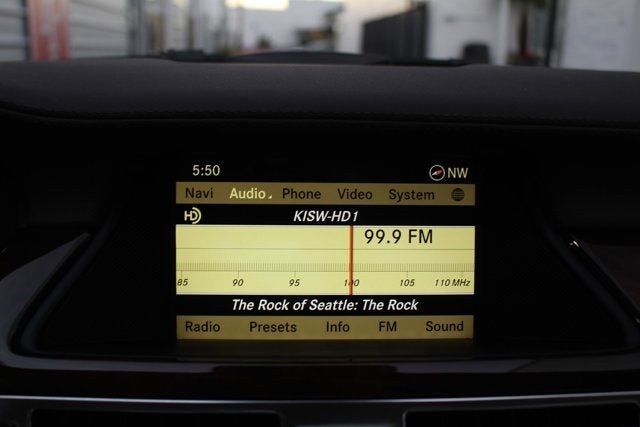 5:50 NW
Navi Audio Phone Video System
HD KISW-HD1
99.9 FM
85 90 95 100 105 110 MHz
The Rock of Seattle: The Rock
Radio Presets Info FM Sound